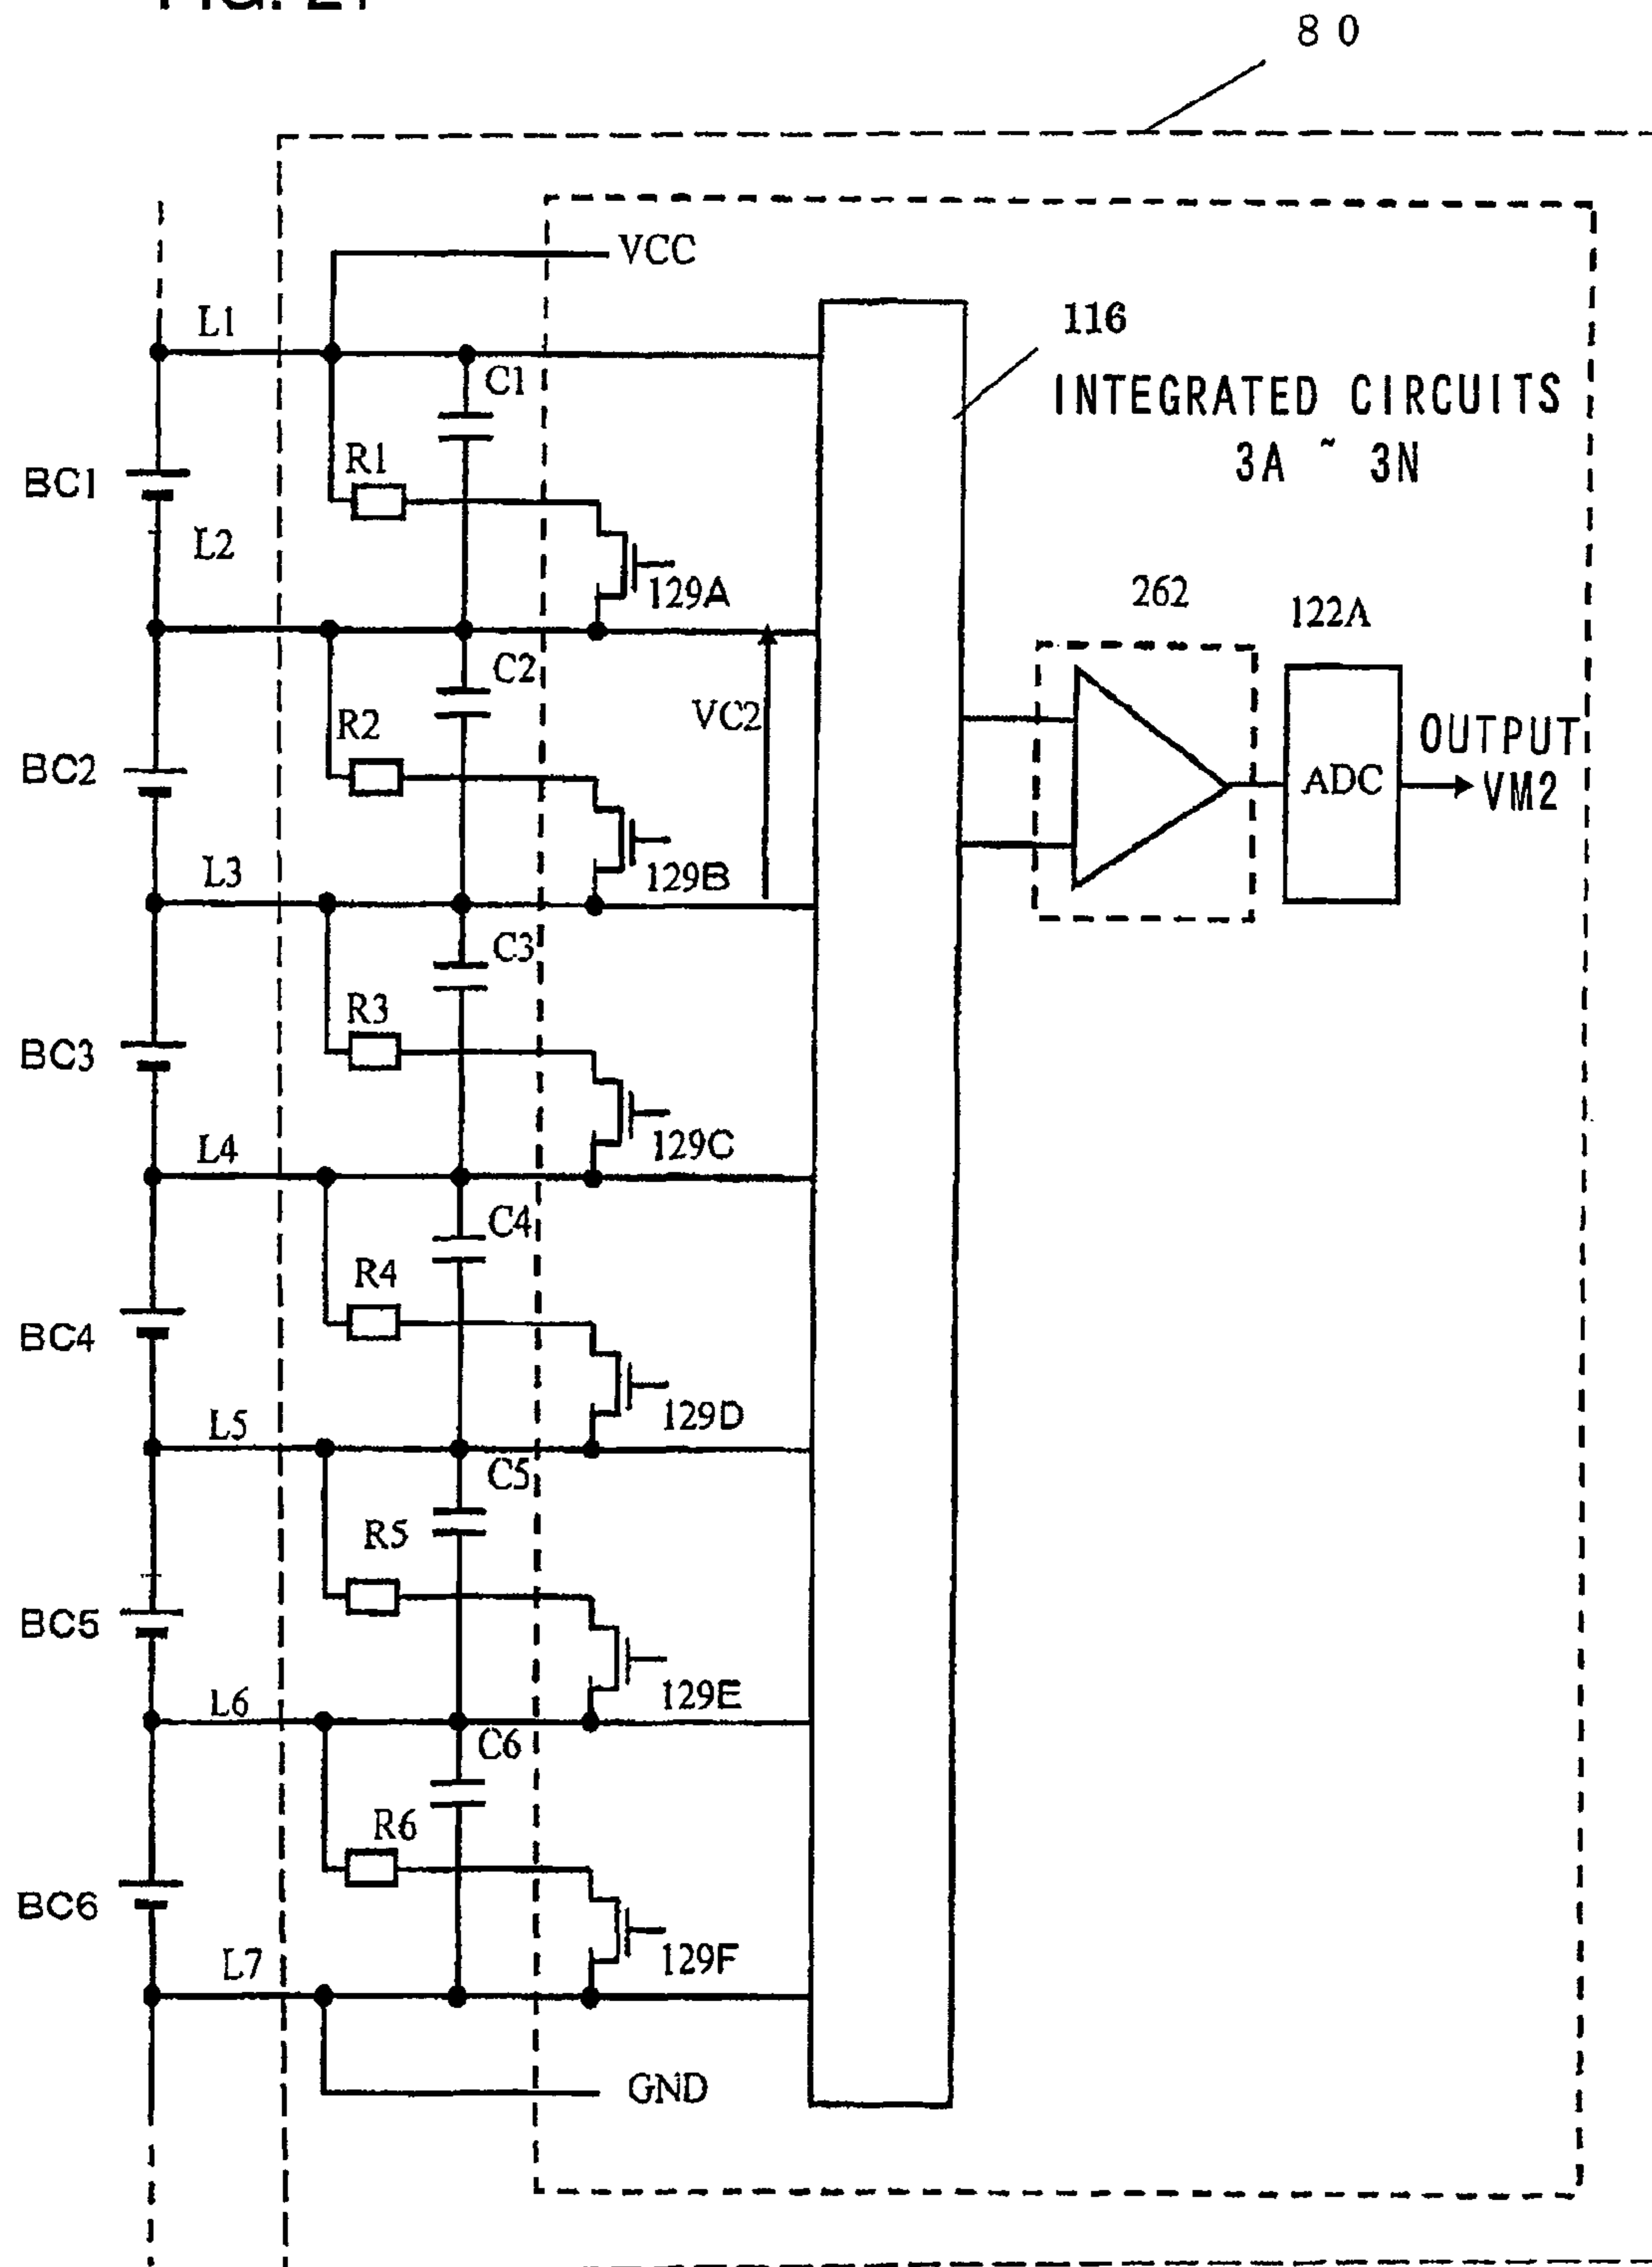 80
VCC
L1
116
C1
INTEGRATED CIRCUITS
3A ~ 3N
R1
BC1
L2
129A
262
122A
C2
R2
VC2
OUTPUT
VM2
BC2
ADC
L3
129B
C3
R3
BC3
L4
129C
C4
R4
BC4
L5
129D
C5
R5
BC5
L6
129E
C6
R6
BC6
L7
129F
GND